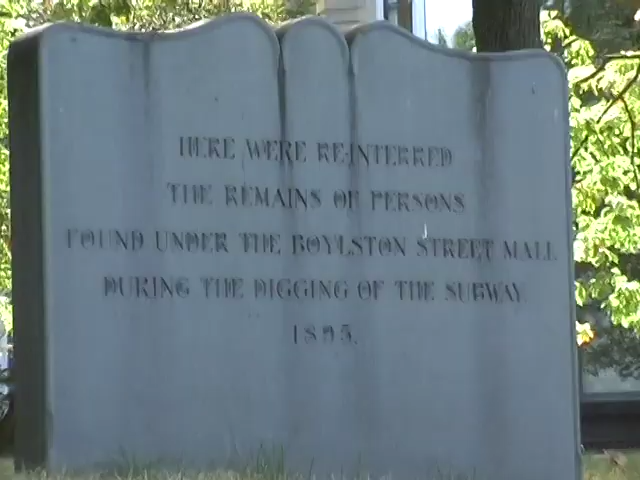 HERE WERE RE-INTERRED
THE REMAINS OF PERSONS
FOUND UNDER THE BOYLSTON STREET MALL
DURING THE DIGGING OF THE SUBWAY
1895.